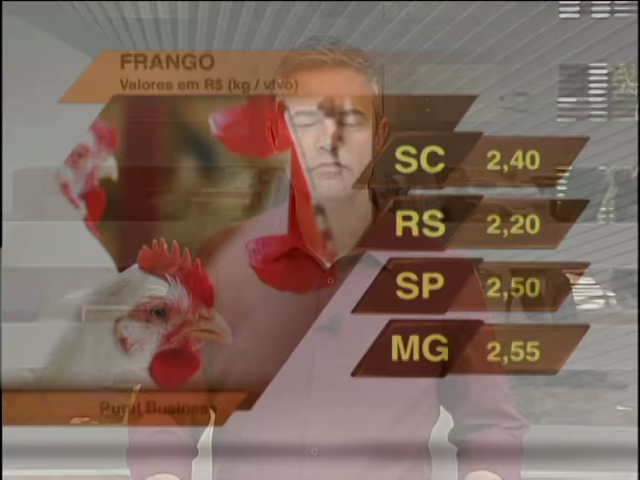 FRANGO
Valores em R$ (kg / vivo)
SC 2,40
RS 2,20
SP 2,50
MG 2,55
Rural Business